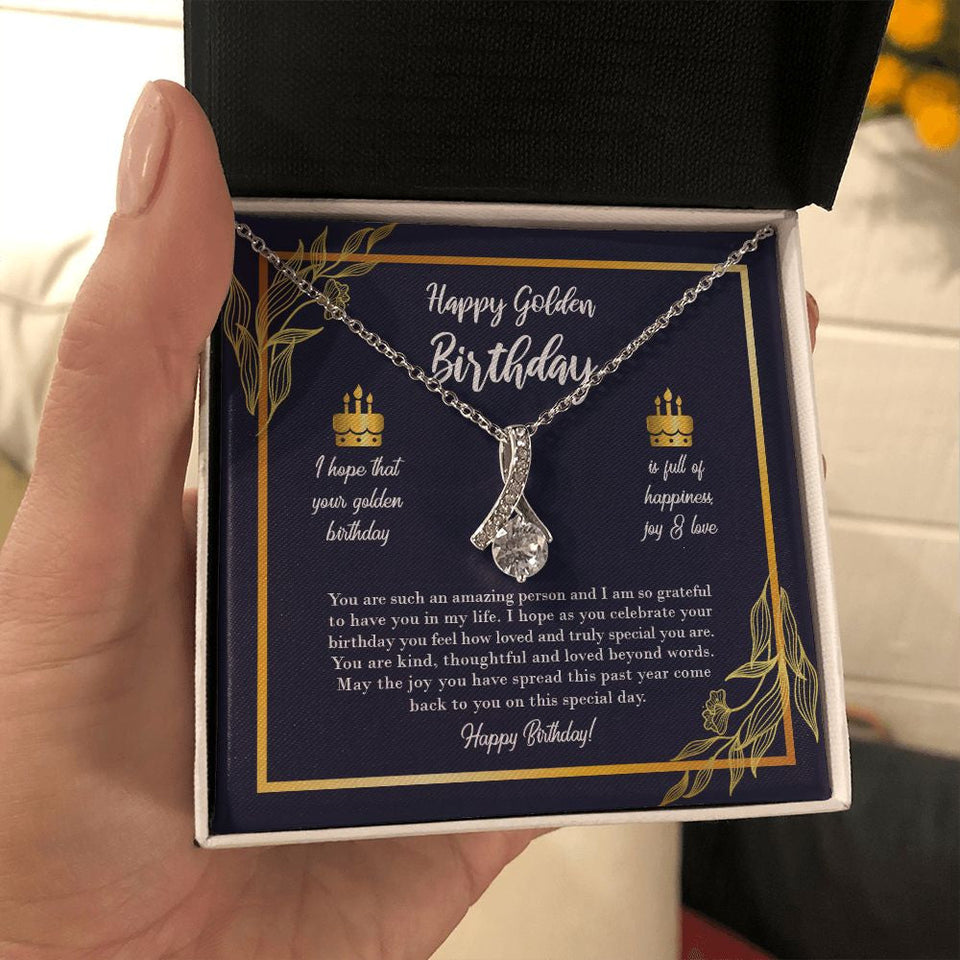 Happy Golden
Birthday
I hope that
your golden
birthday
is full of
happiness,
joy & love
You are such an amazing person and I am so grateful
to have you in my life. I hope as you celebrate your
birthday you feel how loved and truly special you are.
You are kind, thoughtful and loved beyond words.
May the joy you have spread this past year come
back to you on this special day.
Happy Birthday!